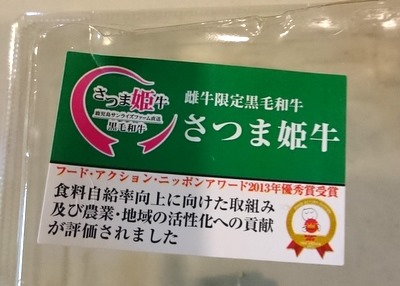 さつま姫牛
鹿児島サンライズファーム直送
黒毛和牛
雌牛限定黒毛和牛
さつま姫牛
フード・アクション・ニッポンアワード2013年優秀賞受賞
食料自給率向上に向けた取組み
及び農業・地域の活性化への貢献
が評価されました